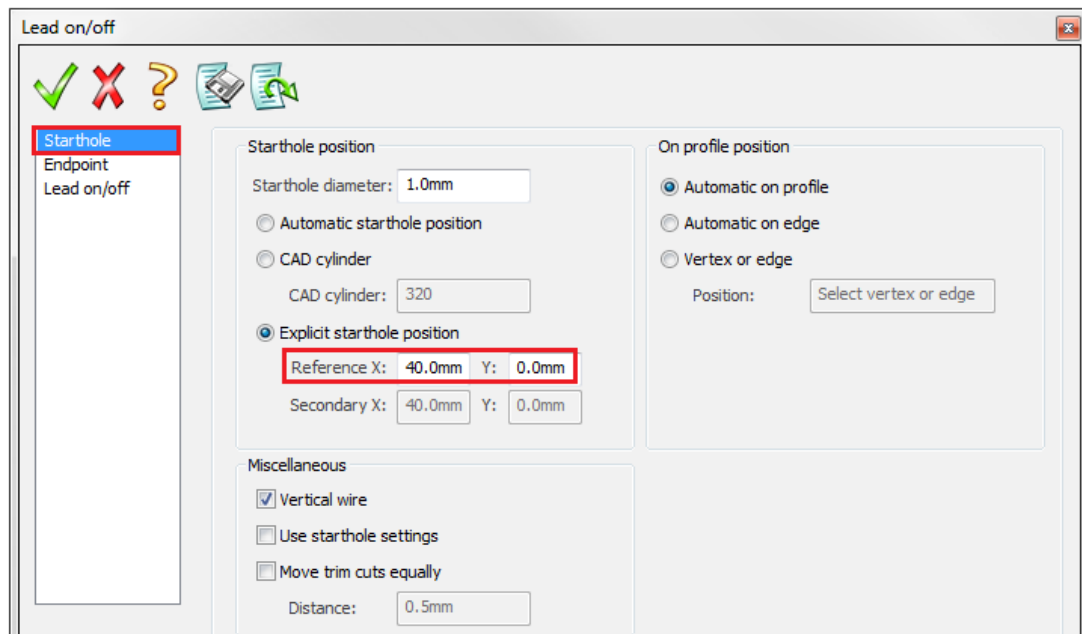 Lead on/off
Starthole
Endpoint
Lead on/off
Starthole position
Starthole diameter: 1.0mm
Automatic starthole position
CAD cylinder
CAD cylinder: 320
Explicit starthole position
Reference X: 40.0mm Y: 0.0mm
Secondary X: 40.0mm Y: 0.0mm
On profile position
Automatic on profile
Automatic on edge
Vertex or edge
Position: Select vertex or edge
Miscellaneous
Vertical wire
Use starthole settings
Move trim cuts equally
Distance: 0.5mm